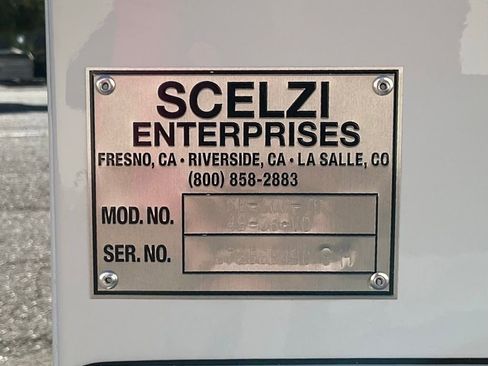 SCELZI
ENTERPRISES
FRESNO, CA • RIVERSIDE, CA • LA SALLE, CO
(800) 858-2883
MOD. NO.
SER. NO.